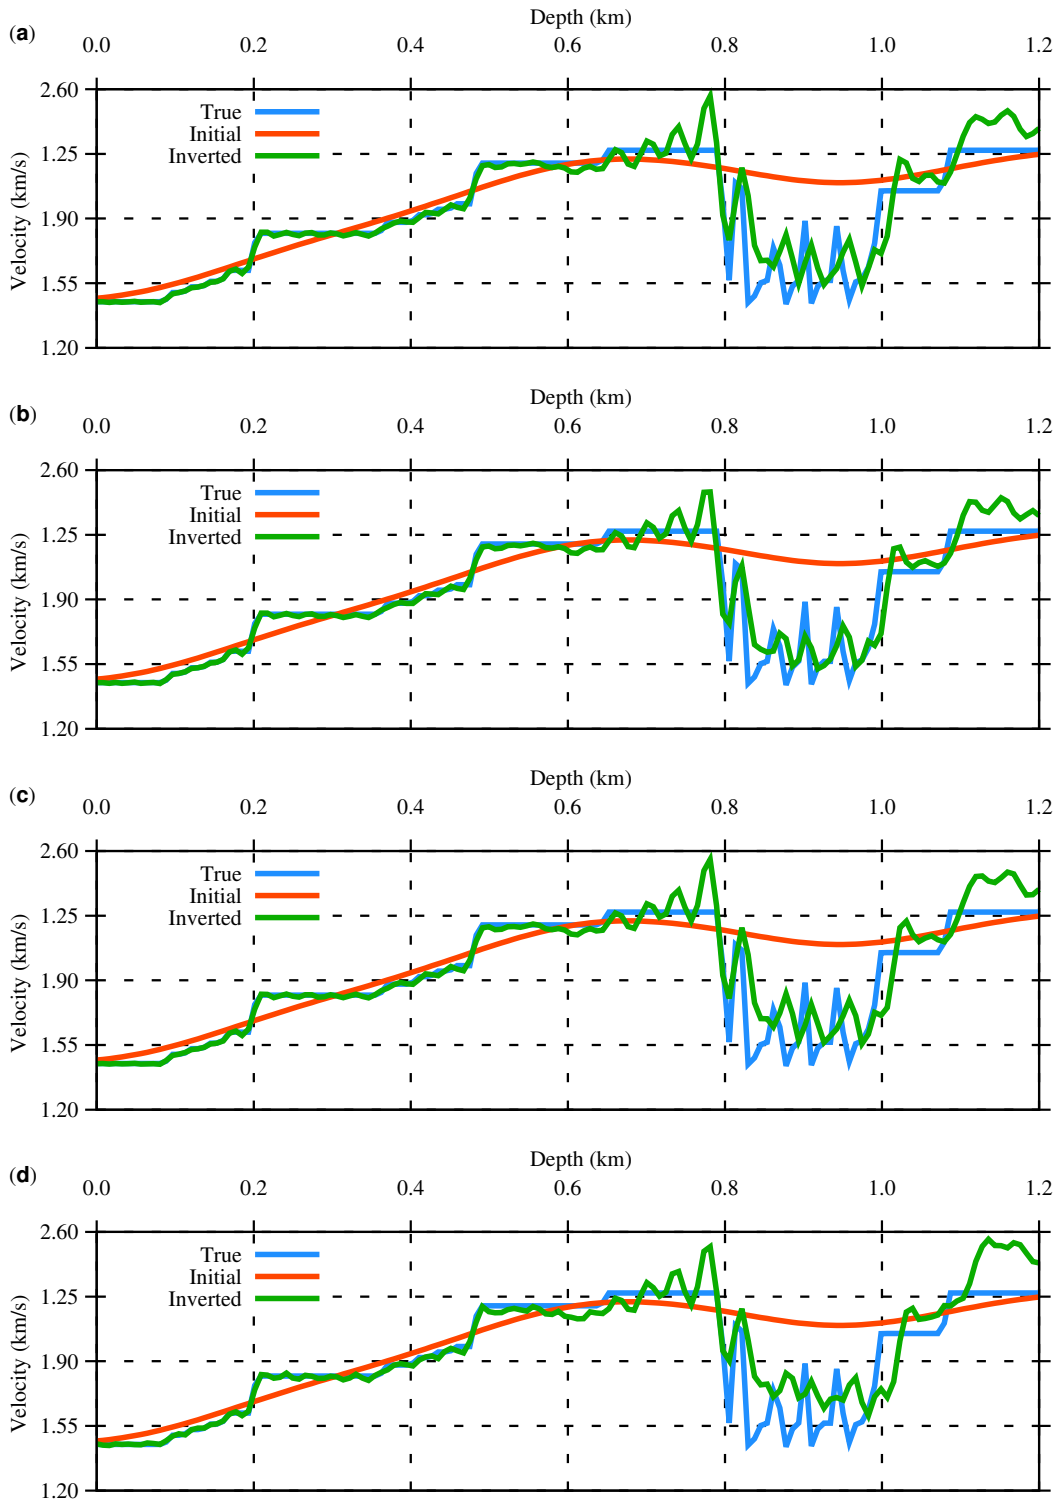 (a)
Depth (km)
0.0 0.2 0.4 0.6 0.8 1.0 1.2
2.60
1.25
1.90
1.55
1.20
Velocity (km/s)
True
Initial
Inverted
(b)
Depth (km)
0.0 0.2 0.4 0.6 0.8 1.0 1.2
2.60
1.25
1.90
1.55
1.20
Velocity (km/s)
True
Initial
Inverted
(c)
Depth (km)
0.0 0.2 0.4 0.6 0.8 1.0 1.2
2.60
1.25
1.90
1.55
1.20
Velocity (km/s)
True
Initial
Inverted
(d)
Depth (km)
0.0 0.2 0.4 0.6 0.8 1.0 1.2
2.60
1.25
1.90
1.55
1.20
Velocity (km/s)
True
Initial
Inverted